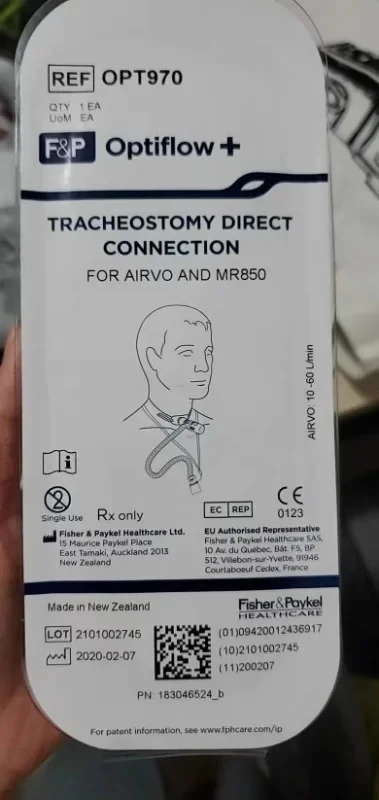 REF OPT970
QTY 1 EA
UoM EA
F&P Optiflow +
TRACHEOSTOMY DIRECT
CONNECTION
FOR AIRVO AND MR850
AIRVO: 10 -60 L/min
Single Use
Rx only
EC REP
CE
0123
Fisher & Paykel Healthcare Ltd.
15 Maurice Paykel Place
East Tamaki, Auckland 2013
New Zealand
EU Authorised Representative
Fisher & Paykel Healthcare SAS,
10 Av. du Québec, Bât. F5, BP
512, Villebon-sur-Yvette, 91946
Courtaboeuf Cedex, France
Made in New Zealand
Fisher&Paykel
HEALTHCARE
LOT 2101002745
2020-02-07
(01)09420012436917
(10)2101002745
(11)200207
PN: 183046524_b
For patent information, see www.fphcare.com/ip